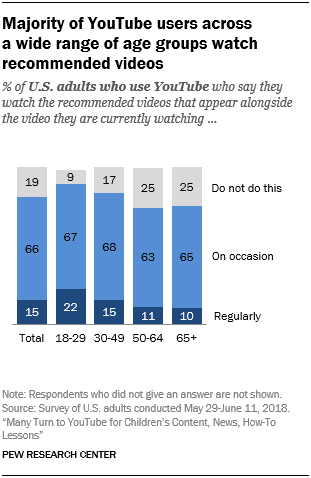 Majority of YouTube users across
a wide range of age groups watch
recommended videos
% of U.S. adults who use YouTube who say they
watch the recommended videos that appear alongside
the video they are currently watching ...
19 9 17 25 25 Do not do this
66 67 68 63 65 On occasion
15 22 15 11 10 Regularly
Total 18-29 30-49 50-64 65+
Note: Respondents who did not give an answer are not shown.
Source: Survey of U.S. adults conducted May 29-June 11, 2018.
“Many Turn to YouTube for Children’s Content, News, How-To
Lessons”
PEW RESEARCH CENTER